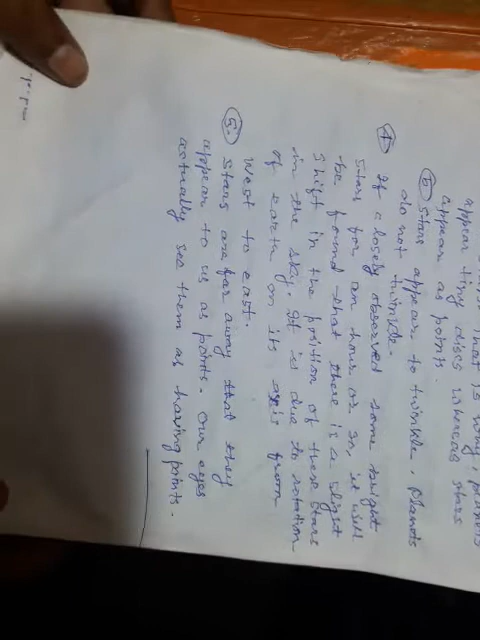 that is why, planets
appear tiny discs whereas stars
appear as points.
(b) Stars appear to twinkle. Planets
do not twinkle.
4. If closely observed some bright
stars for an hour or so, it will
be found that there is a slight
shift in the position of these stars
in the sky. It is due to rotation
of earth on its axis from
West to east.
5. Stars are far away that they
appear to us as points. Our eyes
actually see them as having points.